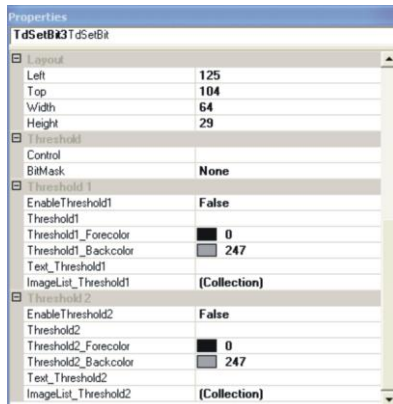 Properties
TdSetBit3 TdSetBit
Layout
Left 125
Top 104
Width 64
Height 29
Threshold
Control
BitMask None
Threshold 1
EnableThreshold1 False
Threshold1
Threshold1_Forecolor 0
Threshold1_Backcolor 247
Text_Threshold1
ImageList_Threshold1 (Collection)
Threshold 2
EnableThreshold2 False
Threshold2
Threshold2_Forecolor 0
Threshold2_Backcolor 247
Text_Threshold2
ImageList_Threshold2 (Collection)